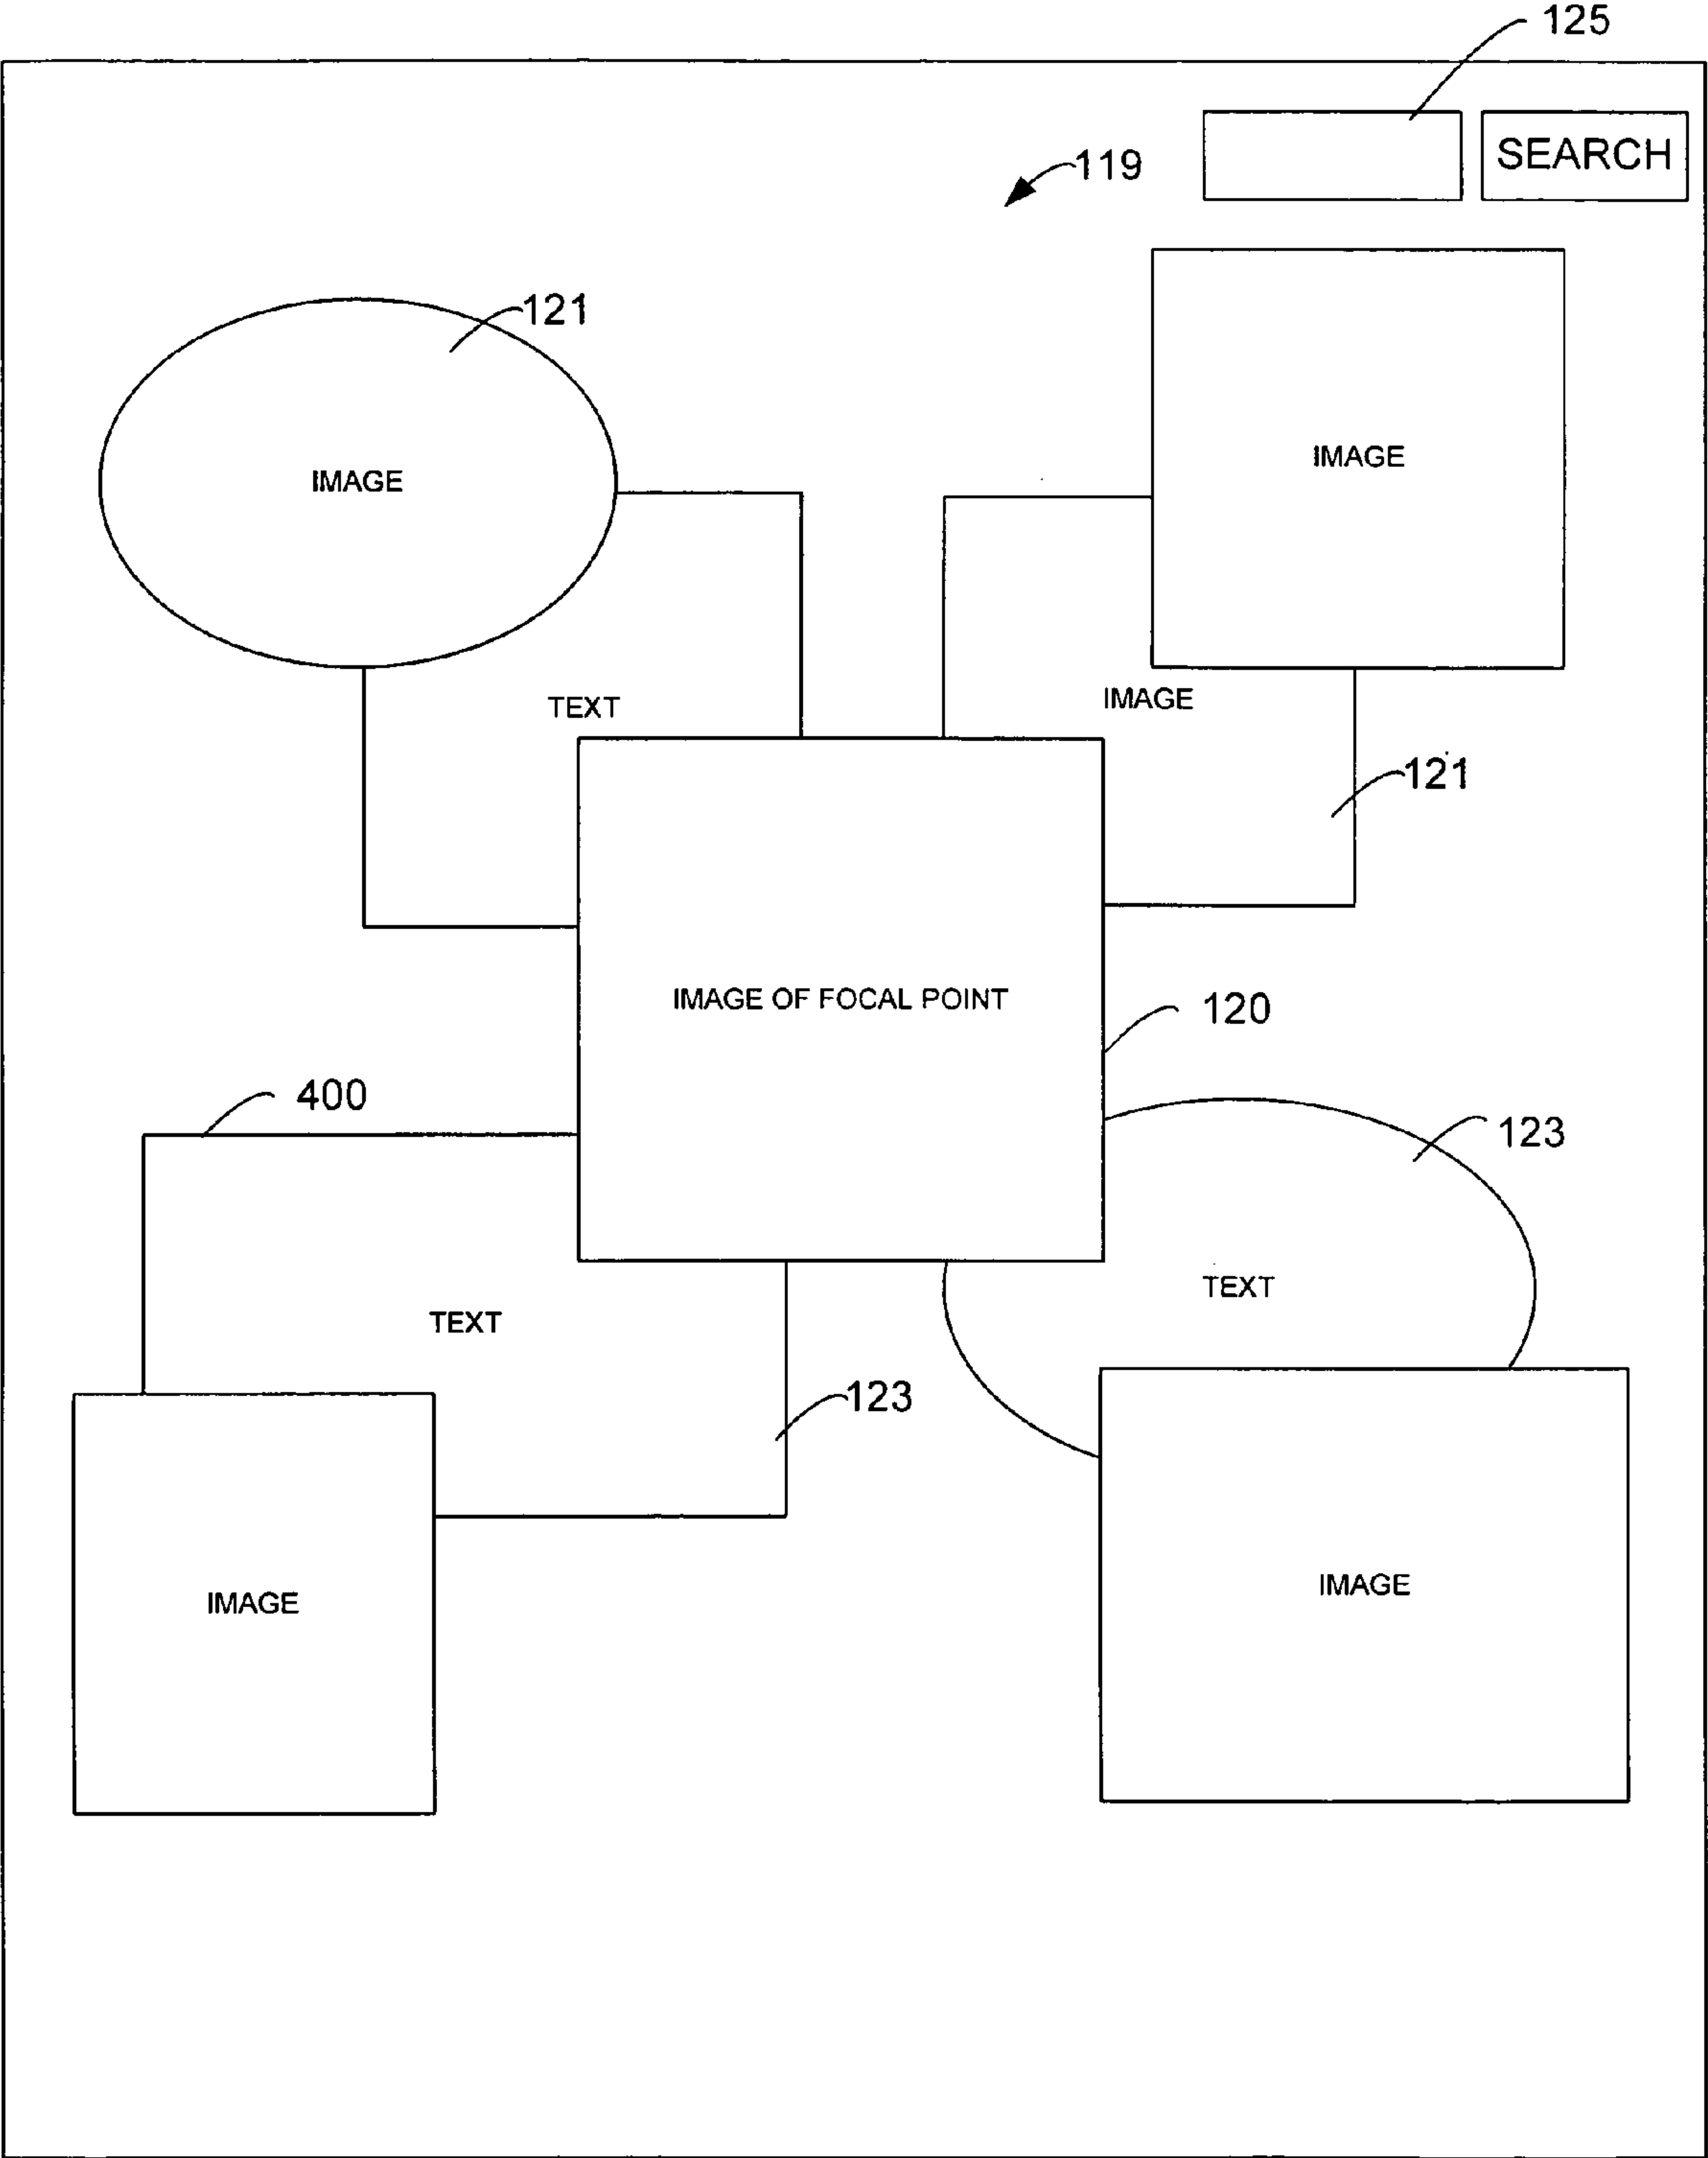 125
SEARCH
119
121
IMAGE
IMAGE
TEXT
IMAGE
121
IMAGE OF FOCAL POINT
120
400
123
TEXT
TEXT
123
IMAGE
IMAGE